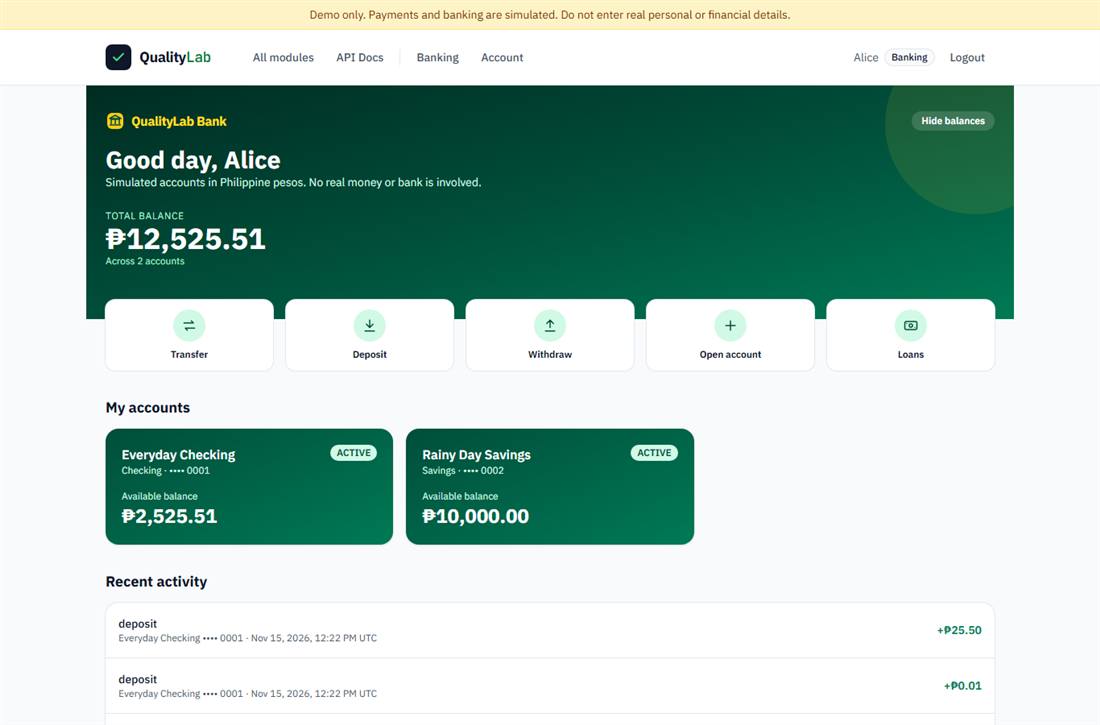 Demo only. Payments and banking are simulated. Do not enter real personal or financial details.
QualityLab All modules API Docs Banking Account Alice Banking Logout
QualityLab Bank Hide balances
Good day, Alice
Simulated accounts in Philippine pesos. No real money or bank is involved.
TOTAL BALANCE
₱12,525.51
Across 2 accounts
Transfer Deposit Withdraw Open account Loans
My accounts
Everyday Checking ACTIVE
Checking · •••• 0001
Available balance
₱2,525.51
Rainy Day Savings ACTIVE
Savings · •••• 0002
Available balance
₱10,000.00
Recent activity
deposit
Everyday Checking •••• 0001 · Nov 15, 2026, 12:22 PM UTC
+₱25.50
deposit
Everyday Checking •••• 0001 · Nov 15, 2026, 12:22 PM UTC
+₱0.01